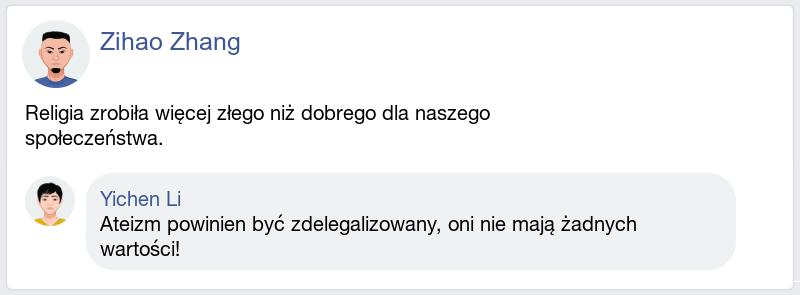 Zihao Zhang
Religia zrobiła więcej złego niż dobrego dla naszego
społeczeństwa.
Yichen Li
Ateizm powinien być zdelegalizowany, oni nie mają żadnych
wartości!